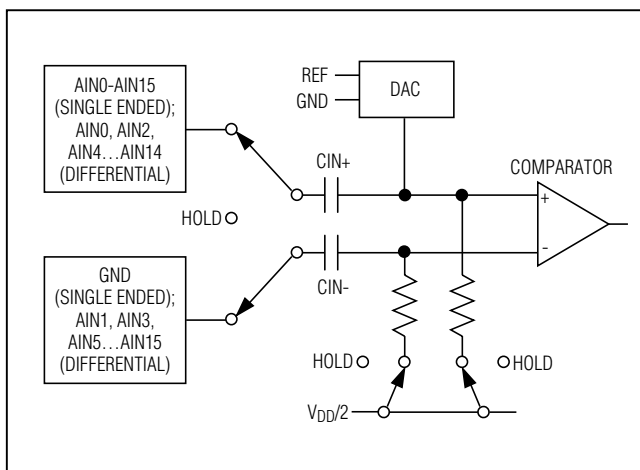 AIN0-AIN15
(SINGLE ENDED);
AIN0, AIN2,
AIN4…AIN14
(DIFFERENTIAL)
REF
GND
DAC
CIN+
COMPARATOR
+
-
HOLD
GND
(SINGLE ENDED);
AIN1, AIN3,
AIN5…AIN15
(DIFFERENTIAL)
CIN-
HOLD
HOLD
VDD/2